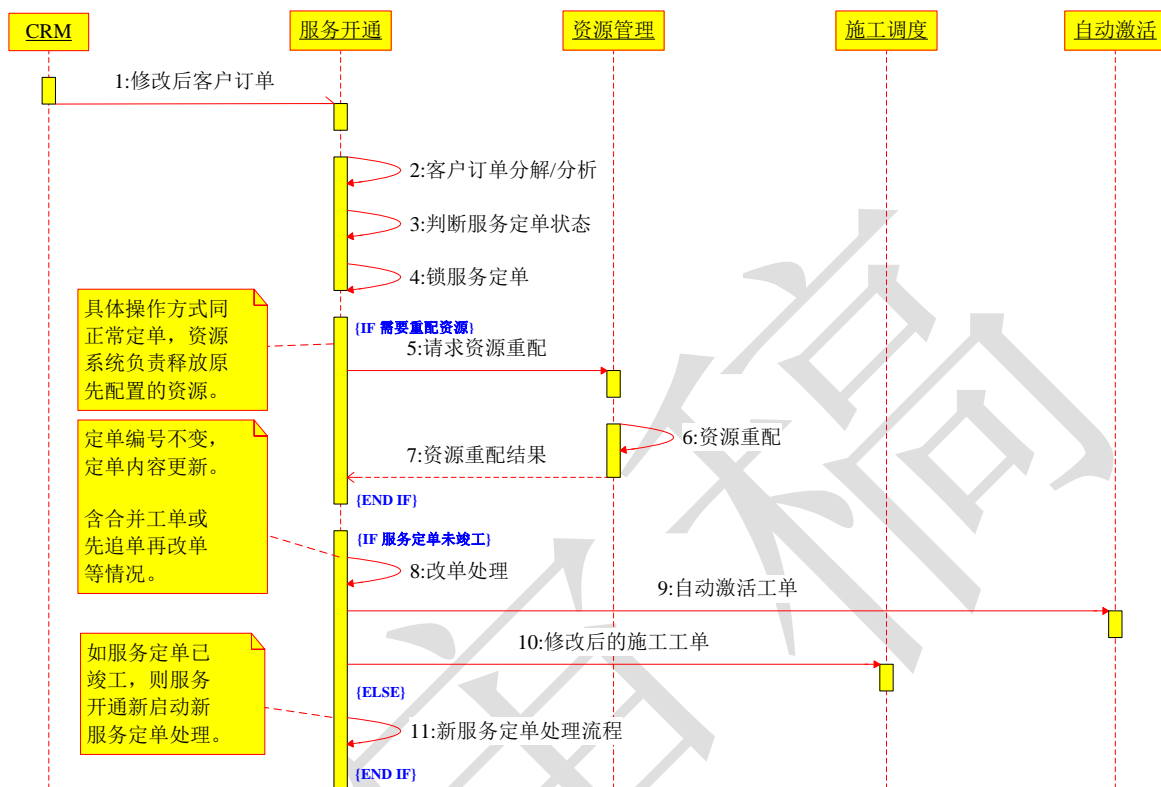 CRM
服务开通
资源管理
施工调度
自动激活
1:修改后客户订单
2:客户订单分解/分析
3:判断服务定单状态
4:锁服务定单
具体操作方式同
正常定单，资源
系统负责释放原
先配置的资源。
{IF 需要重配资源}
5:请求资源重配
6:资源重配
7:资源重配结果
{END IF}
定单编号不变，
定单内容更新。
含合并工单或
先追单再改单
等情况。
{IF 服务定单未竣工}
8:改单处理
9:自动激活工单
10:修改后的施工工单
{ELSE}
如服务定单已
竣工，则服务
开通新启动新
服务定单处理。
11:新服务定单处理流程
{END IF}
稿